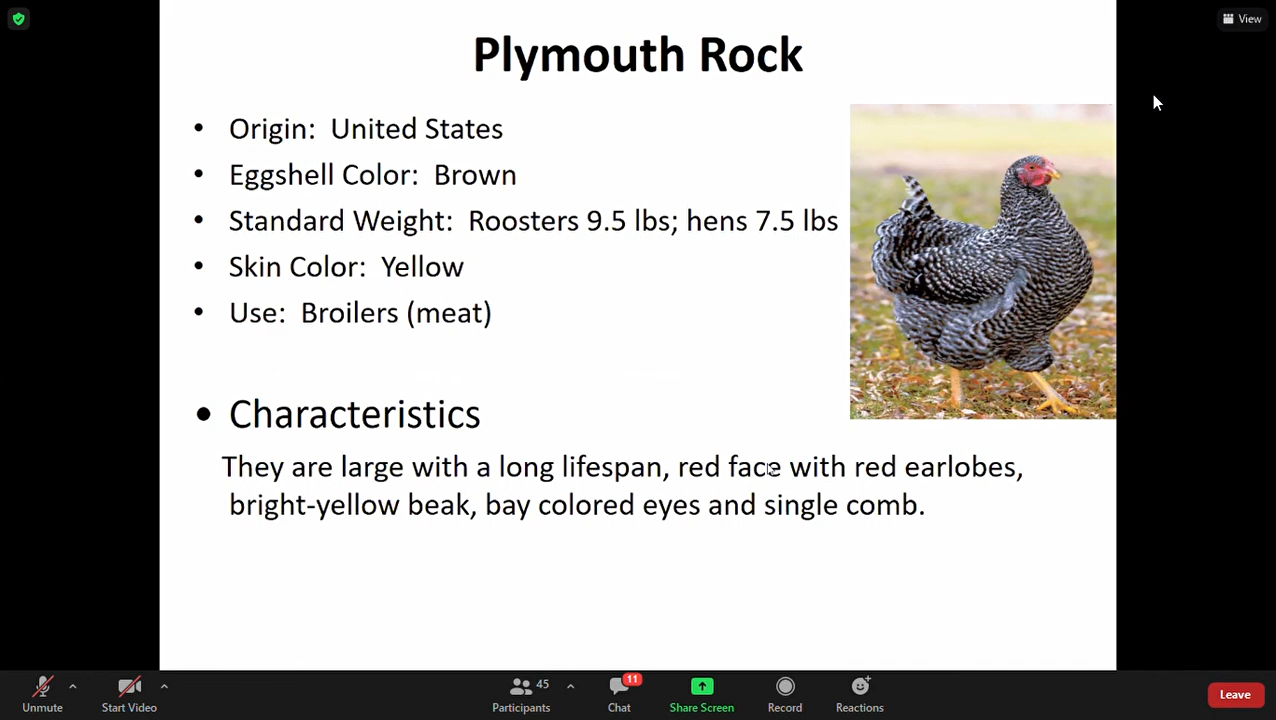 View
Plymouth Rock
• Origin: United States
• Eggshell Color: Brown
• Standard Weight: Roosters 9.5 lbs; hens 7.5 lbs
• Skin Color: Yellow
• Use: Broilers (meat)
• Characteristics
They are large with a long lifespan, red face with red earlobes,
bright-yellow beak, bay colored eyes and single comb.
45
11
Unmute
Start Video
Participants
Chat
Share Screen
Record
Reactions
Leave